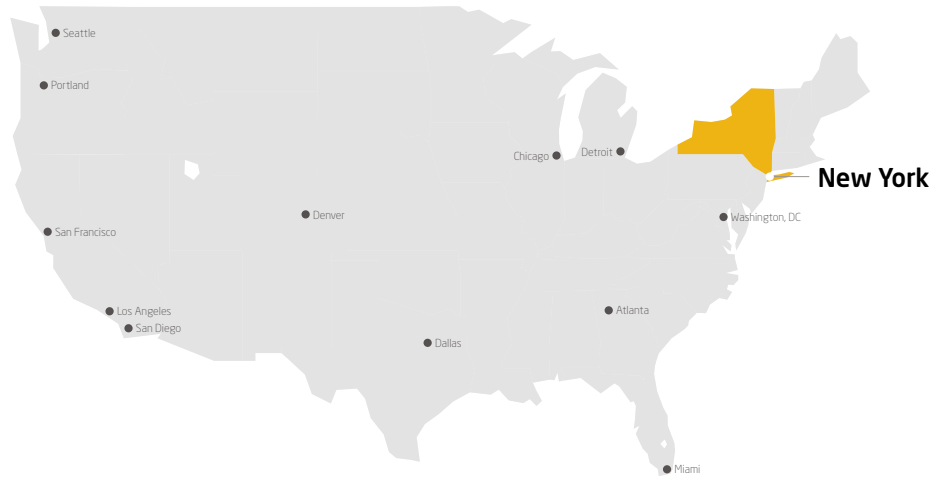 Seattle
Portland
Chicago
Detroit
New York
Denver
Washington, DC
San Francisco
Los Angeles
Atlanta
San Diego
Dallas
Miami